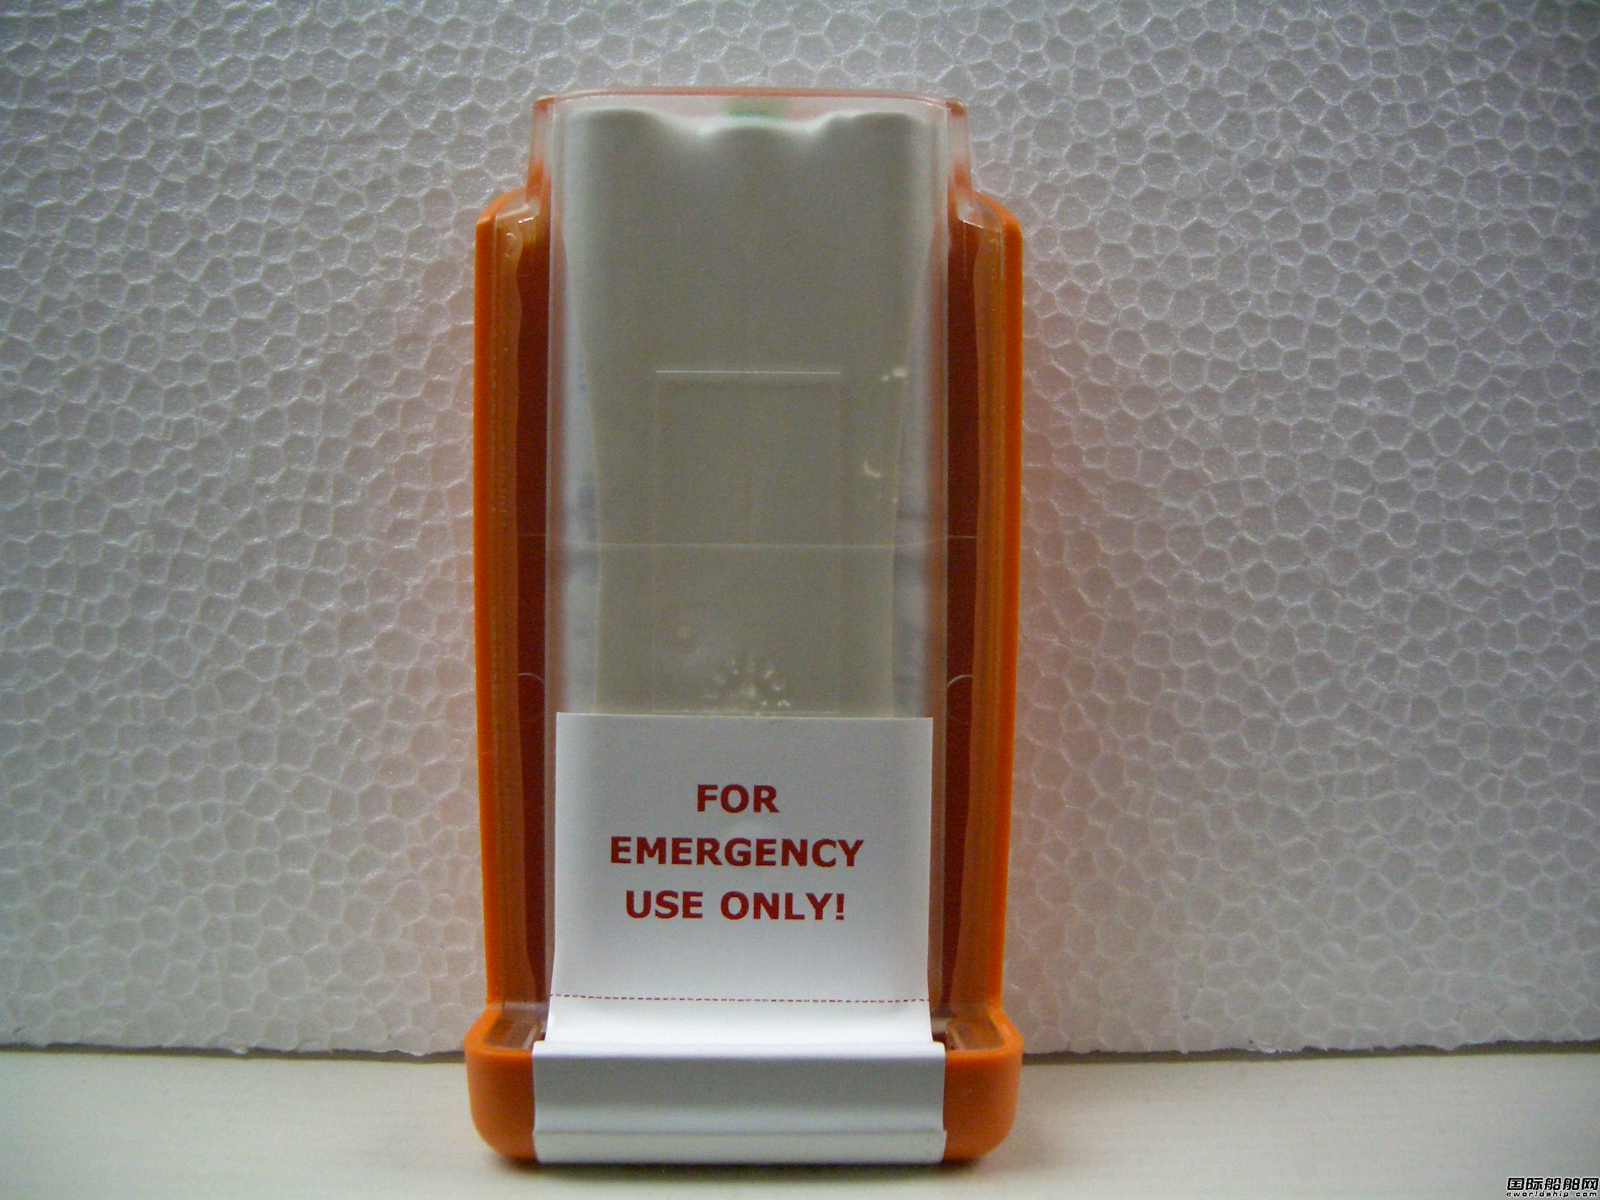 FOR
EMERGENCY
USE ONLY!
国际船舶网
eworldship.com